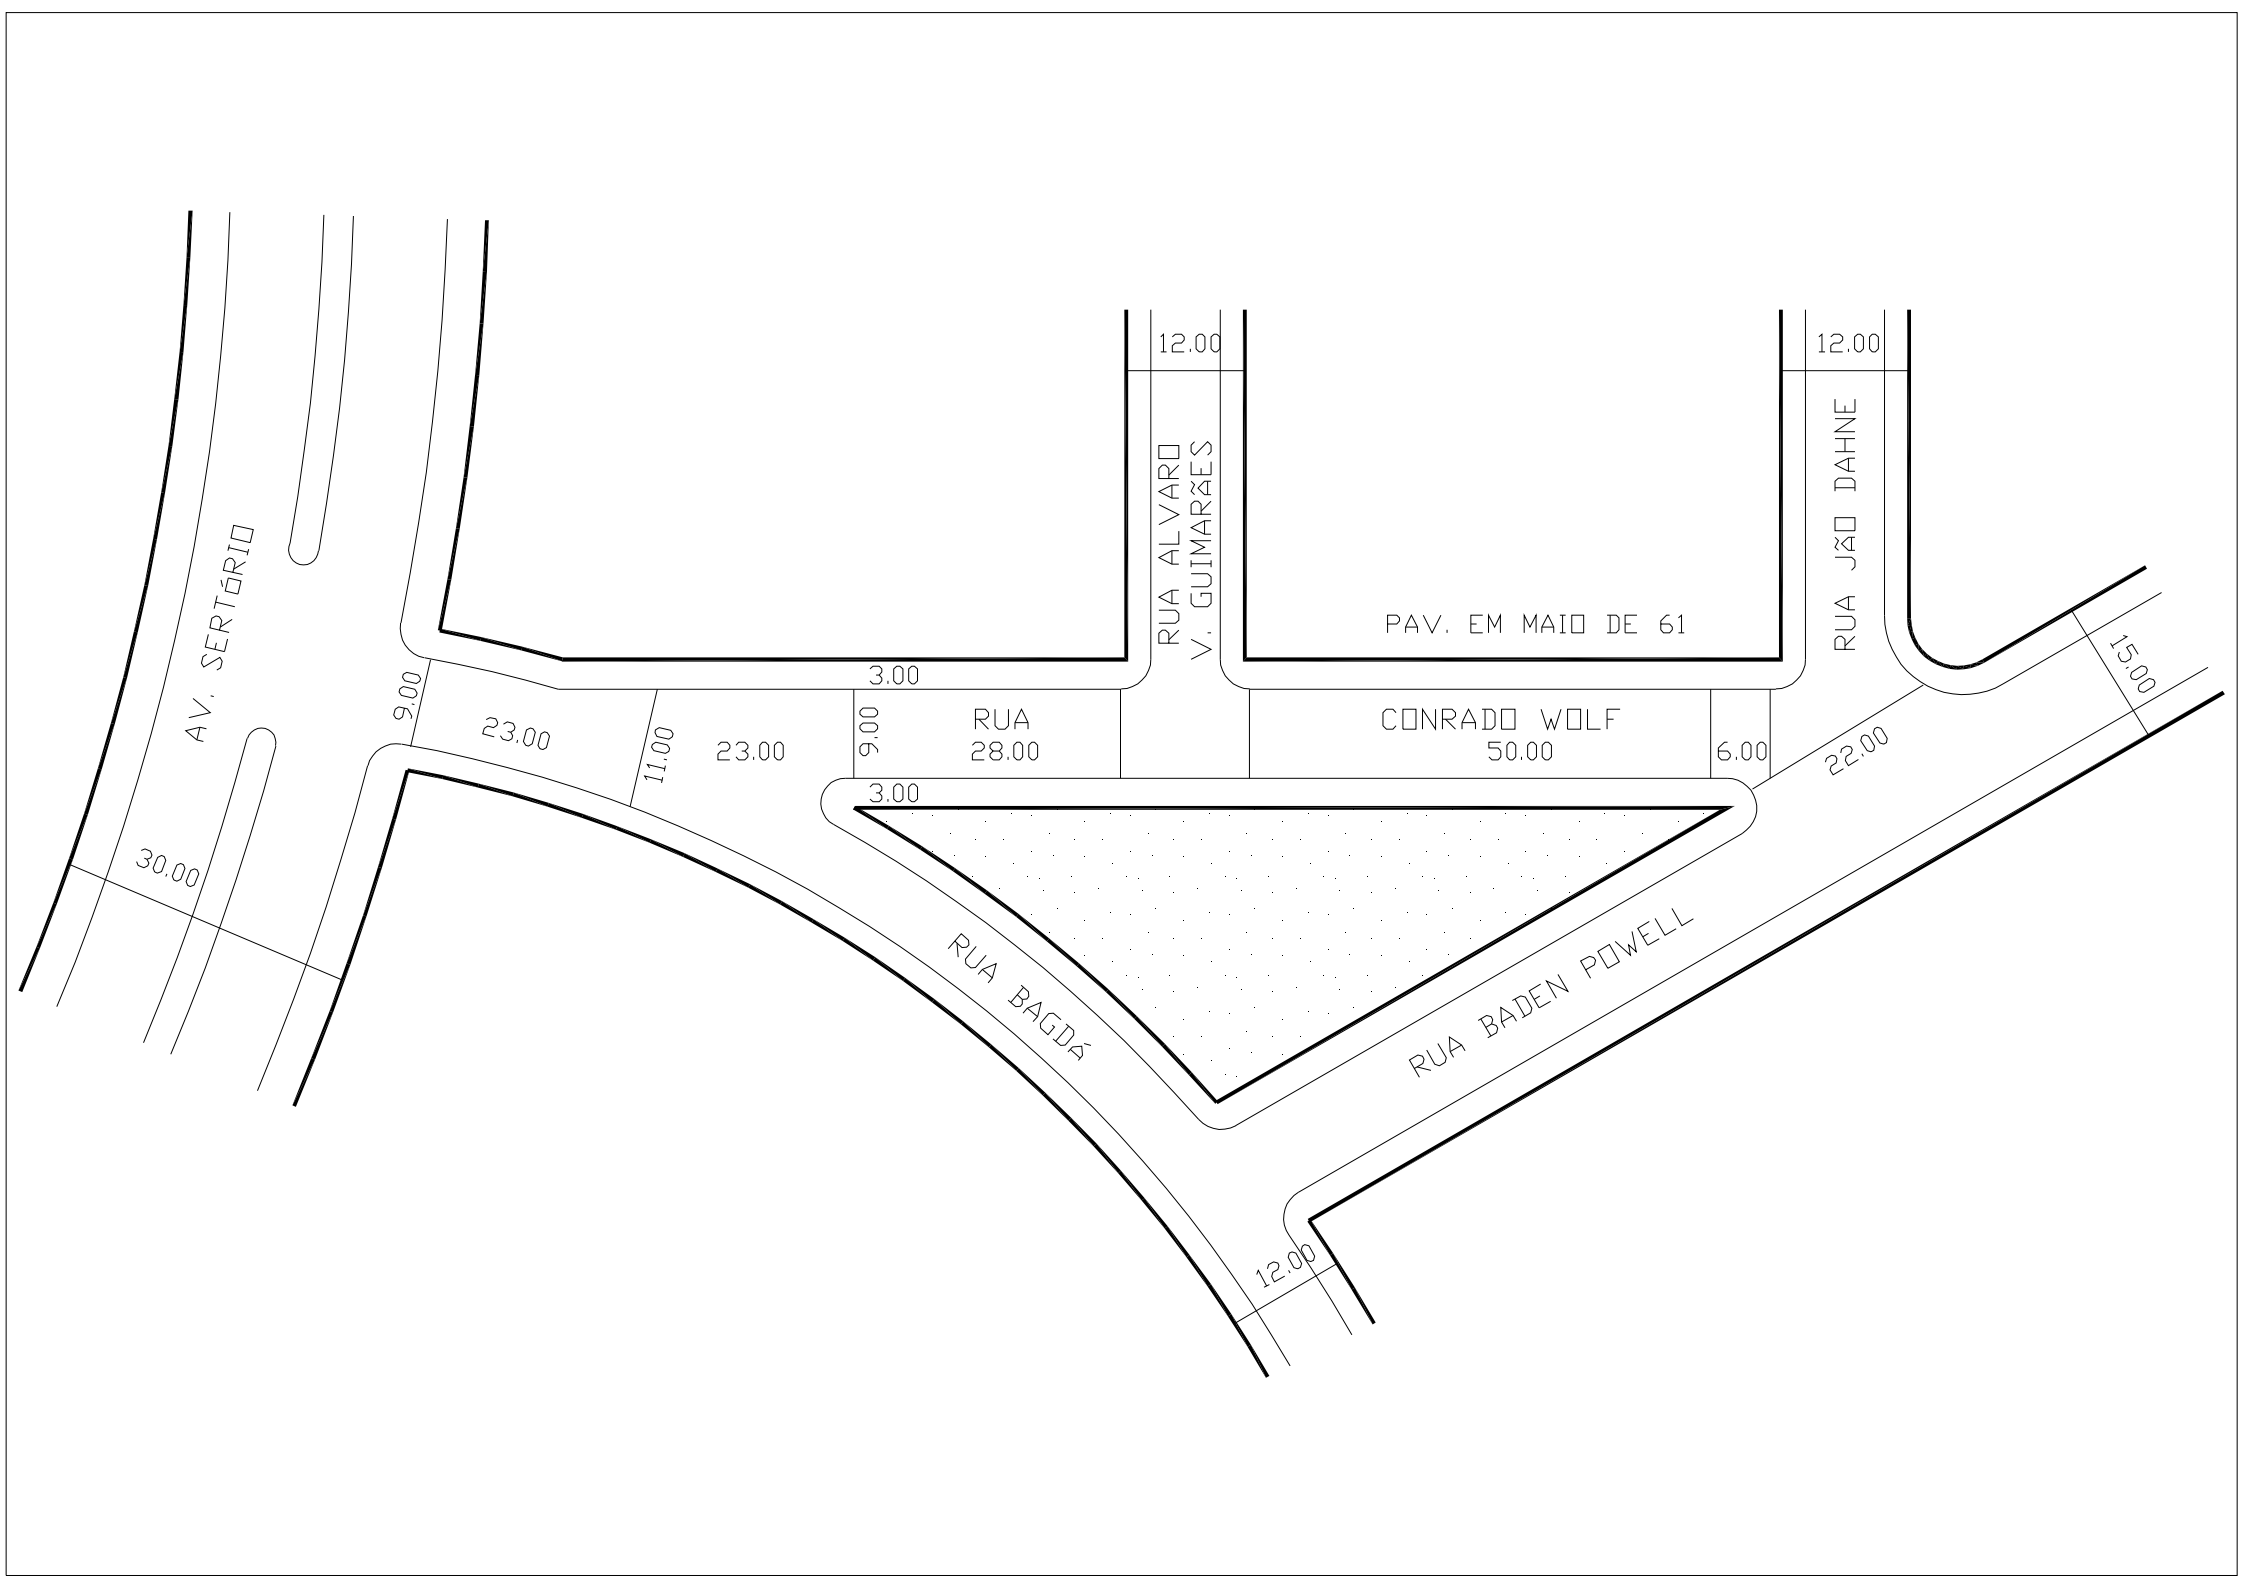 12.00
12.00
RUA ALVARO
V. GUIMARÃES
RUA JÃO DAHNE
AV. SERTÓRIO
PAV. EM MAIO DE 61
15.00
3.00
9.00
23.00
11.00
23.00
9.00
RUA
28.00
CONRADO WOLF
50.00
6.00
22.00
3.00
30.00
RUA BAGDÁ
RUA BADEN POWELL
12.00